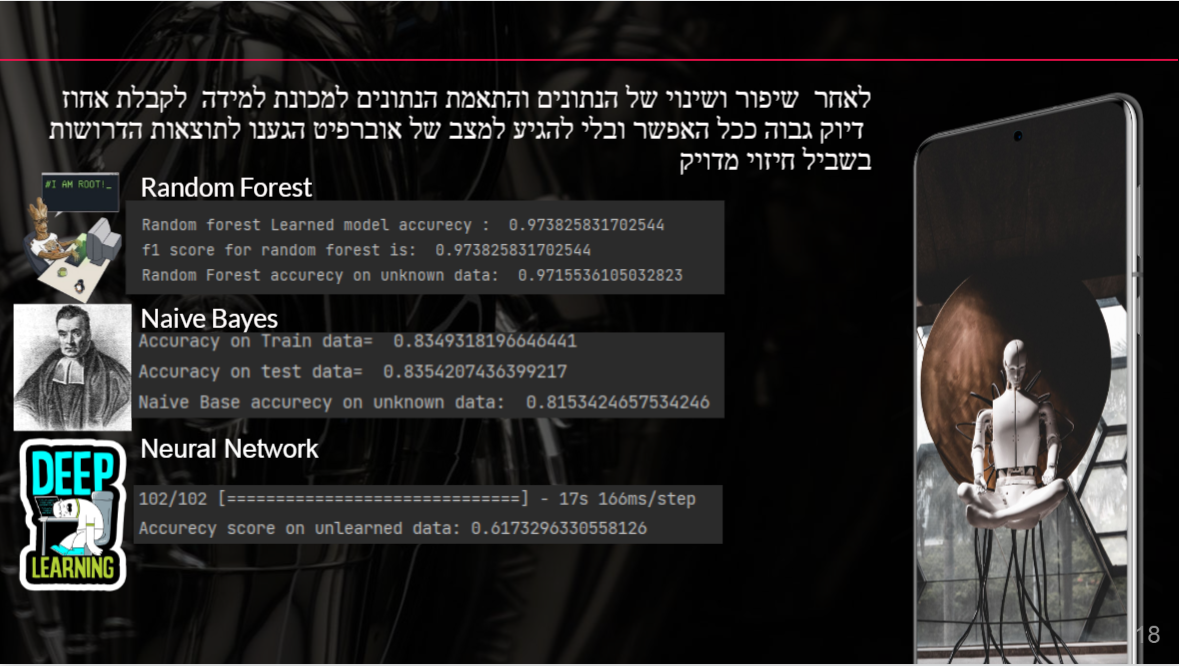 לאחר שיפור ושינוי של הנתונים והתאמת הנתונים למכונת למידה לקבלת אחוז
דיוק גבוה ככל האפשר ובלי להגיע למצב של אוברפיט הגענו לתוצאות הדרושות
בשביל חיזוי מדויק
Random Forest
#I AM ROOT!_
Random forest Learned model accurecy : 0.973825831702544
f1 score for random forest is: 0.973825831702544
Random Forest accurecy on unknown data: 0.9715536105032823
Naive Bayes
Accuracy on Train data= 0.8349318196646441
Accuracy on test data= 0.8354207436399217
Naive Base accurecy on unknown data: 0.8153424657534246
Neural Network
DEEP
LEARNING
102/102 [==============================] - 17s 166ms/step
Accurecy score on unlearned data: 0.6173296330558126
18